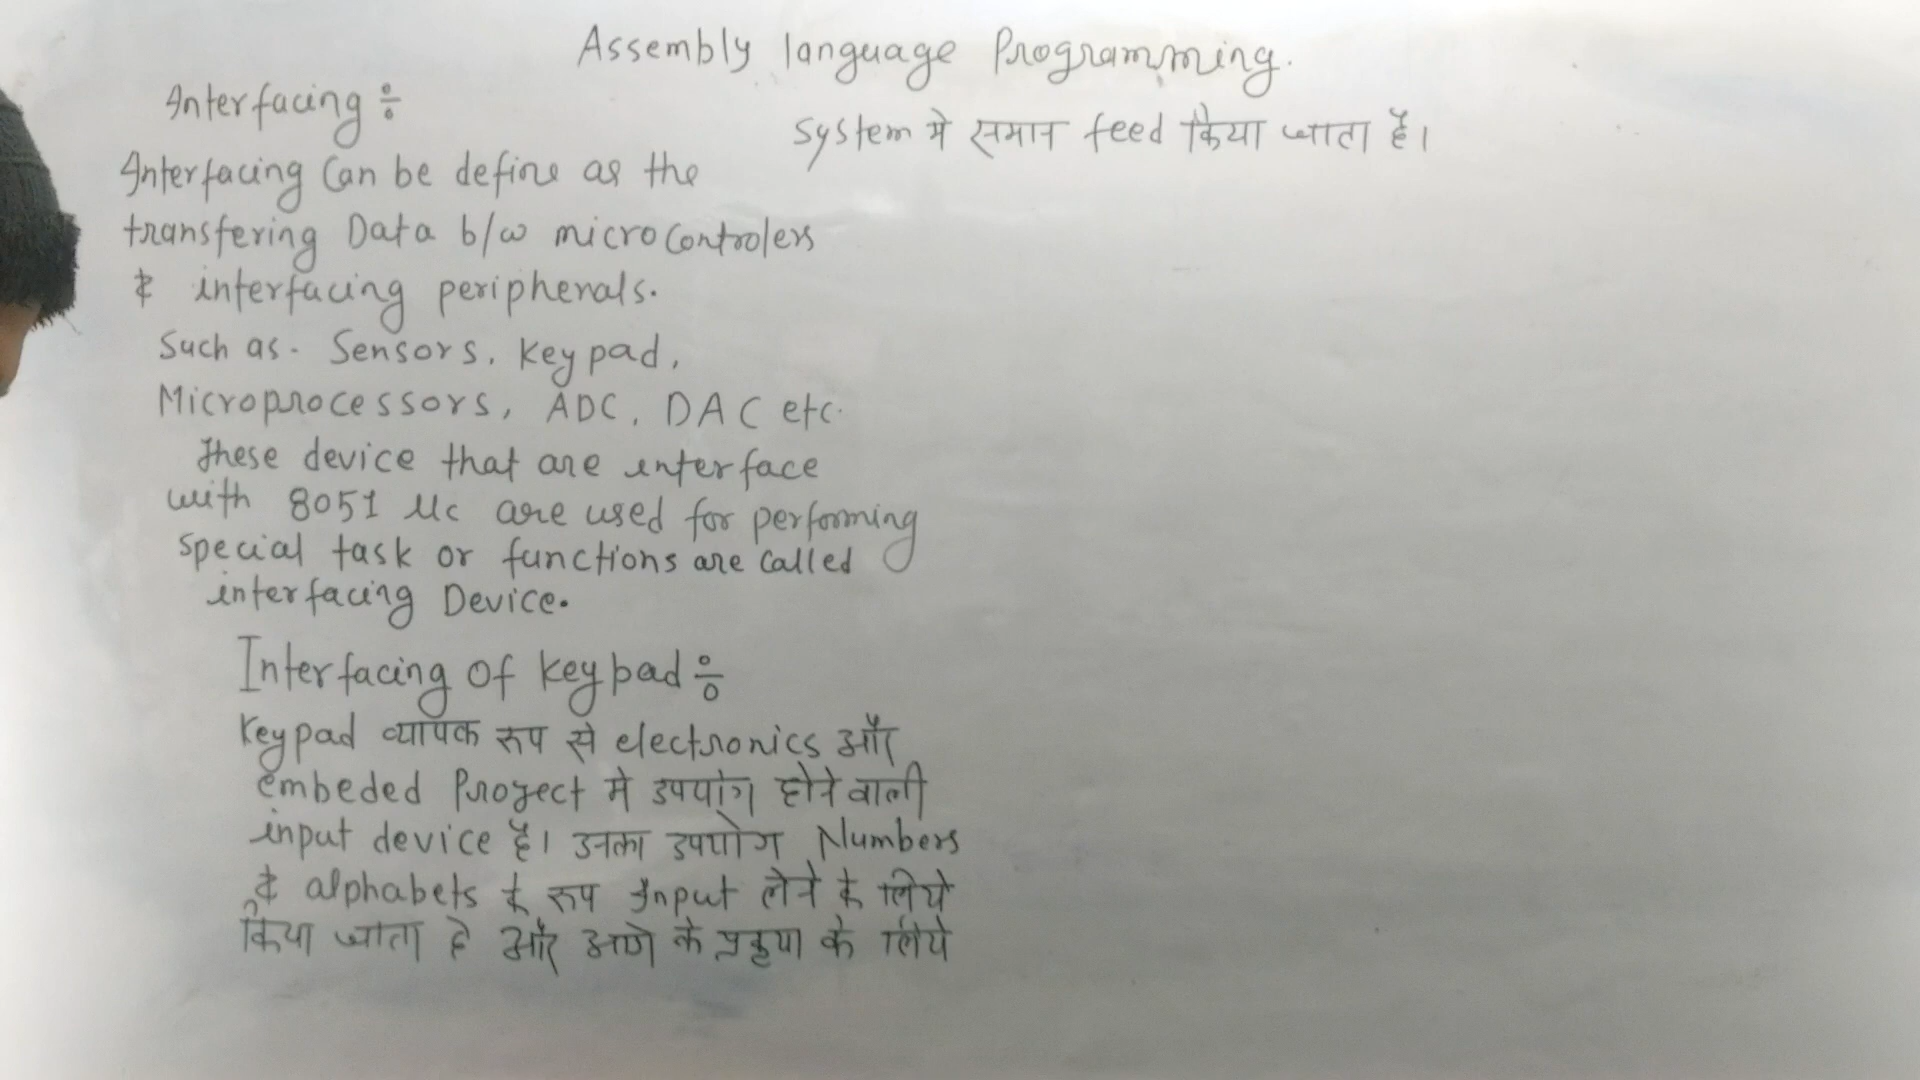 Assembly language Programming.
Interfacing :
Interfacing Can be define as the
transfering Data b/w micro Controlers
& interfacing peripherals.
Such as - Sensors, Keypad,
Microprocessors, ADC, DAC etc.
These device that are interface
with 8051 Uc are used for performing
special task or functions are called
interfacing Device.
Interfacing Of Keypad :
Keypad व्यापक रूप से electronics और
embeded Proyect मे उपयोग होने वाली
input device है। उनका उपयोग Numbers
& alphabets के रूप Input लेने के लिये
किया जाता है और आगे के के लिये
system मे समान feed किया जाता है।